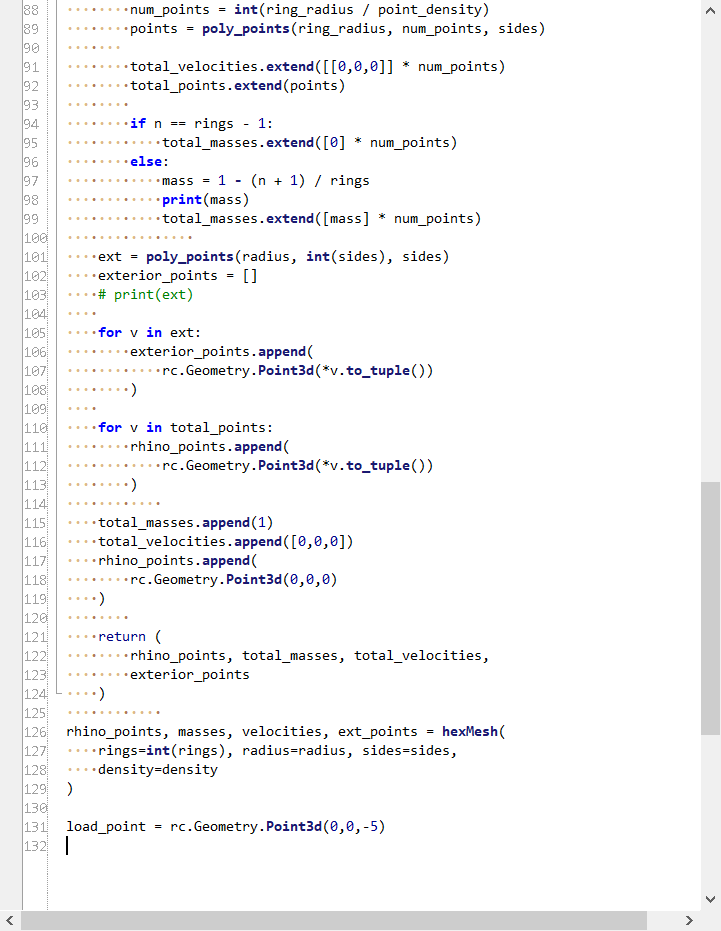 88 num_points = int(ring_radius / point_density)
89 points = poly_points(ring_radius, num_points, sides)
90
91 total_velocities.extend([[0,0,0]] * num_points)
92 total_points.extend(points)
93
94 if n == rings - 1:
95 total_masses.extend([0] * num_points)
96 else:
97 mass = 1 - (n + 1) / rings
98 print(mass)
99 total_masses.extend([mass] * num_points)
100
101 ext = poly_points(radius, int(sides), sides)
102 exterior_points = []
103 # print(ext)
104
105 for v in ext:
106 exterior_points.append(
107 rc.Geometry.Point3d(*v.to_tuple())
108 )
109
110 for v in total_points:
111 rhino_points.append(
112 rc.Geometry.Point3d(*v.to_tuple())
113 )
114
115 total_masses.append(1)
116 total_velocities.append([0,0,0])
117 rhino_points.append(
118 rc.Geometry.Point3d(0,0,0)
119 )
120
121 return (
122 rhino_points, total_masses, total_velocities,
123 exterior_points
124 )
125
126 rhino_points, masses, velocities, ext_points = hexMesh(
127 rings=int(rings), radius=radius, sides=sides,
128 density=density
129 )
130
131 load_point = rc.Geometry.Point3d(0,0,-5)
132